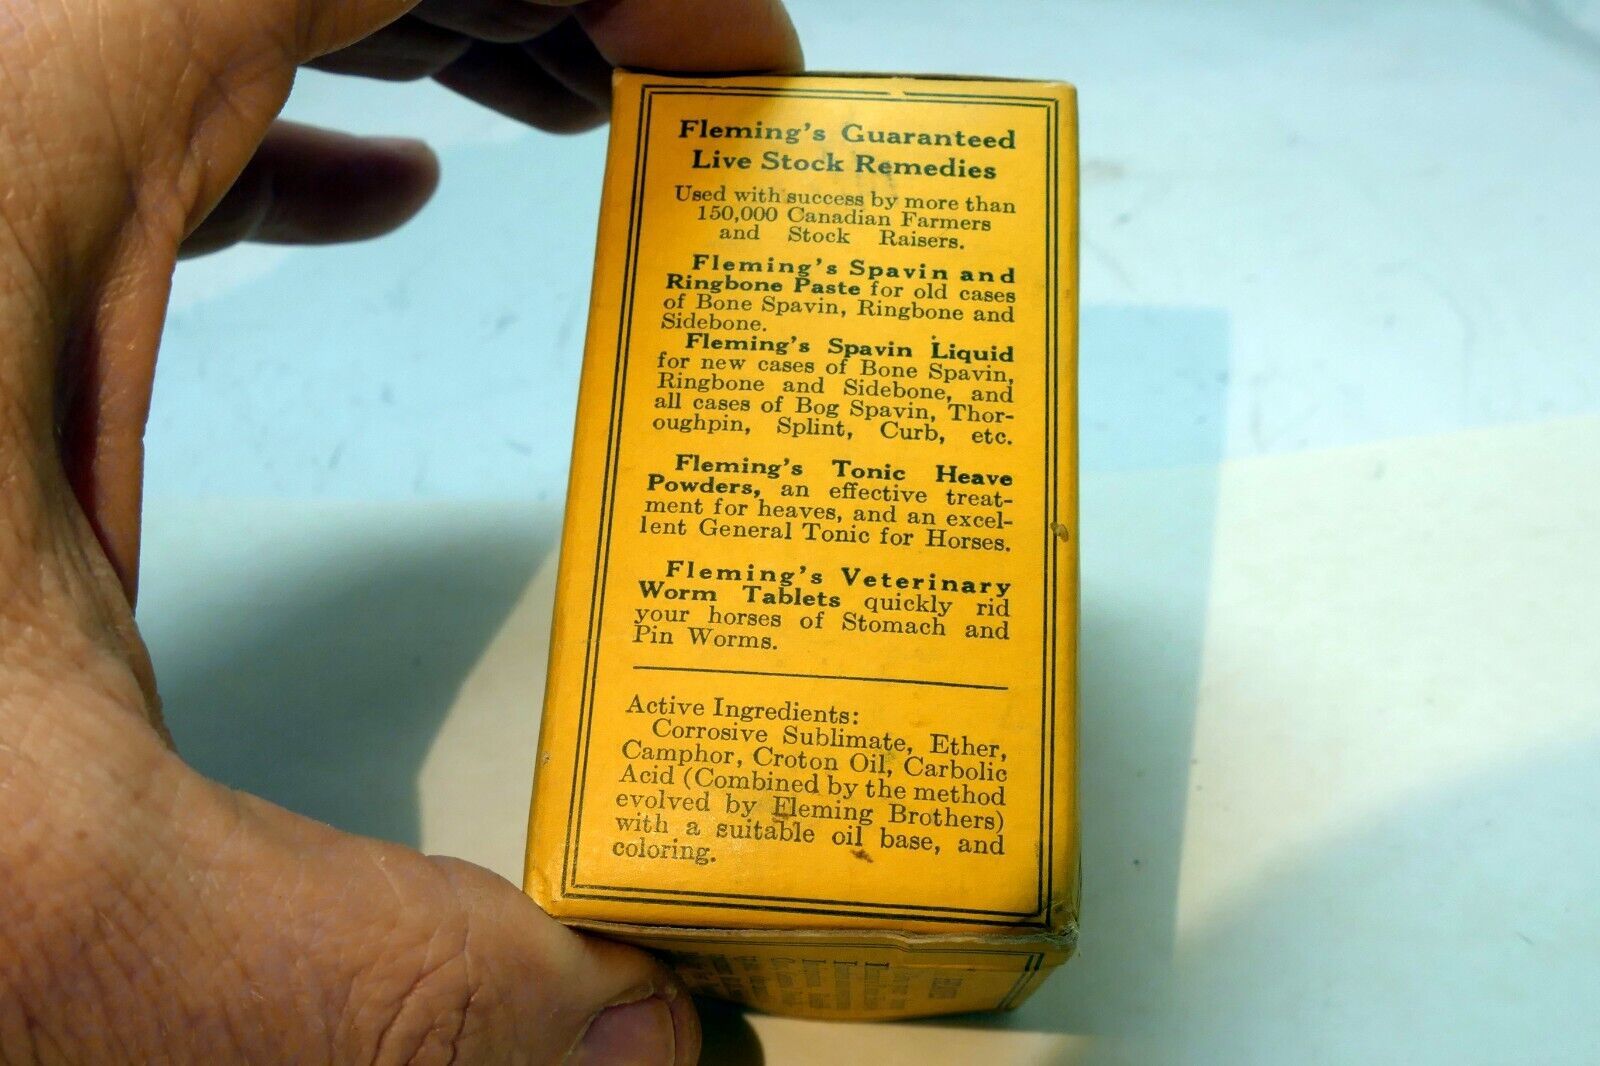 Fleming's Guaranteed
Live Stock Remedies
Used with success by more than
150,000 Canadian Farmers
and Stock Raisers.
Fleming's Spavin and
Ringbone Paste for old cases
of Bone Spavin, Ringbone and
Sidebone.
Fleming's Spavin Liquid
for new cases of Bone Spavin,
Ringbone and Sidebone, and
all cases of Bog Spavin, Thor-
oughpin, Splint, Curb, etc.
Fleming's Tonic Heave
Powders, an effective treat-
ment for heaves, and an excel-
lent General Tonic for Horses.
Fleming's Veterinary
Worm Tablets quickly rid
your horses of Stomach and
Pin Worms.
Active Ingredients:
Corrosive Sublimate, Ether,
Camphor, Croton Oil, Carbolic
Acid (Combined by the method
evolved by Fleming Brothers)
with a suitable oil base, and
coloring.